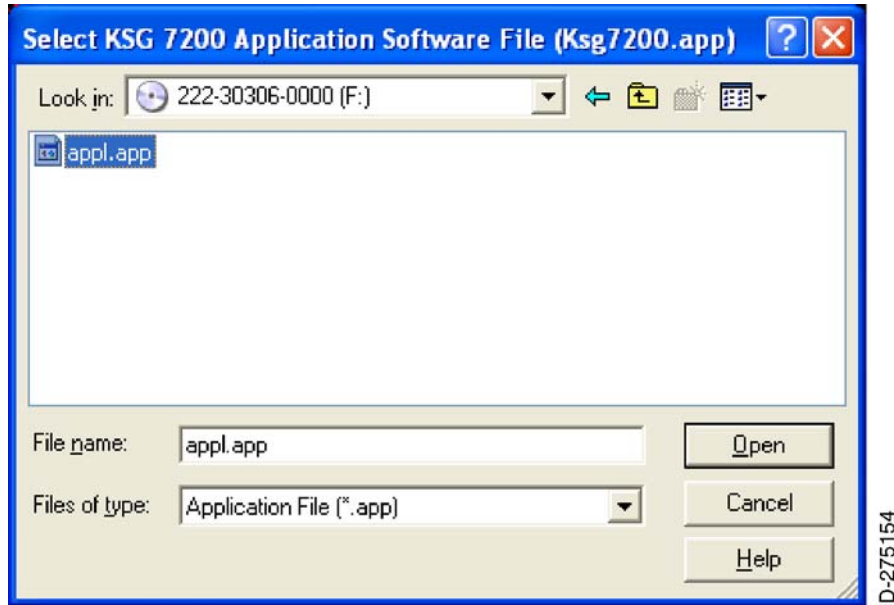 Select KSG 7200 Application Software File (Ksg7200.app)
Look in: 222-30306-0000 (F:)
appl.app
File name: appl.app Open
Files of type: Application File (*.app) Cancel
Help
D-275154